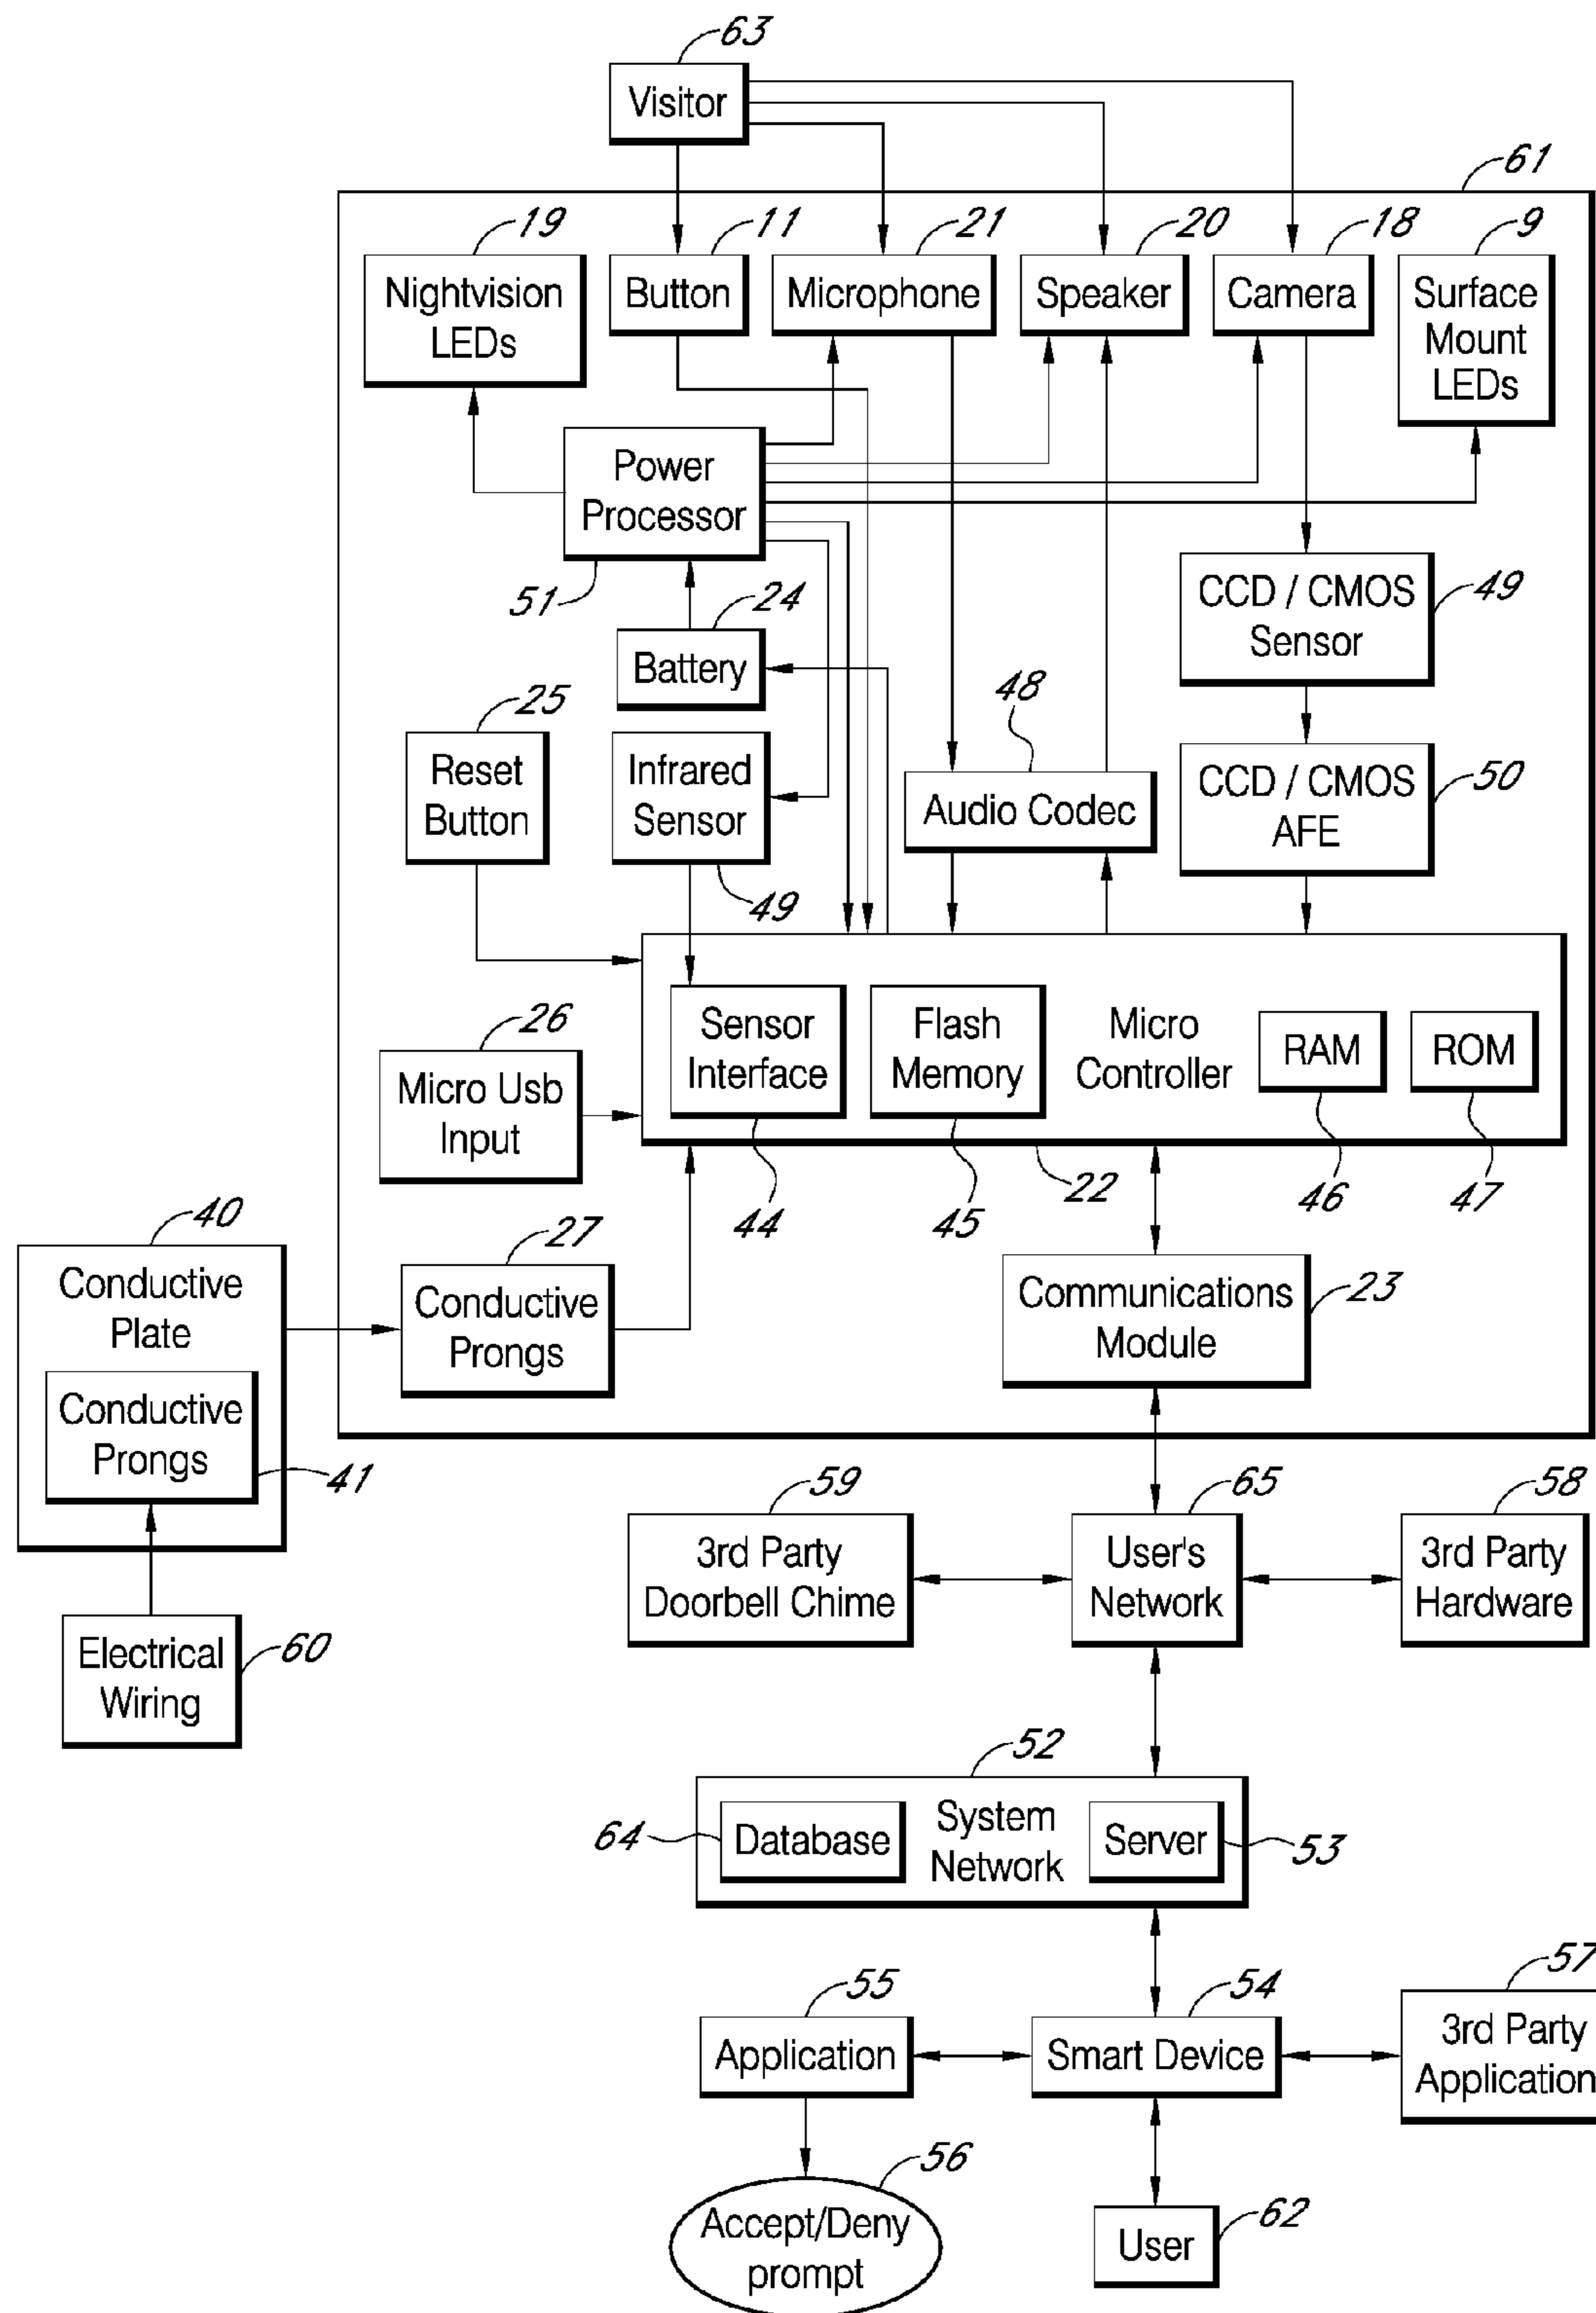 63
Visitor
61
19
11
21
20
18
9
Nightvision
LEDs
Button
Microphone
Speaker
Camera
Surface
Mount
LEDs
Power
Processor
51
24
Battery
CCD / CMOS
Sensor
49
25
Reset
Button
Infrared
Sensor
49
48
Audio Codec
CCD / CMOS
AFE
50
26
Micro Usb
Input
Sensor
Interface
44
Flash
Memory
45
Micro
Controller
22
RAM
46
ROM
47
40
Conductive
Plate
Conductive
Prongs
41
27
Conductive
Prongs
Communications
Module
23
Electrical
Wiring
60
59
3rd Party
Doorbell Chime
65
User's
Network
58
3rd Party
Hardware
52
64
Database
System
Network
Server
53
55
Application
54
Smart Device
57
3rd Party
Application
56
Accept/Deny
prompt
User
62